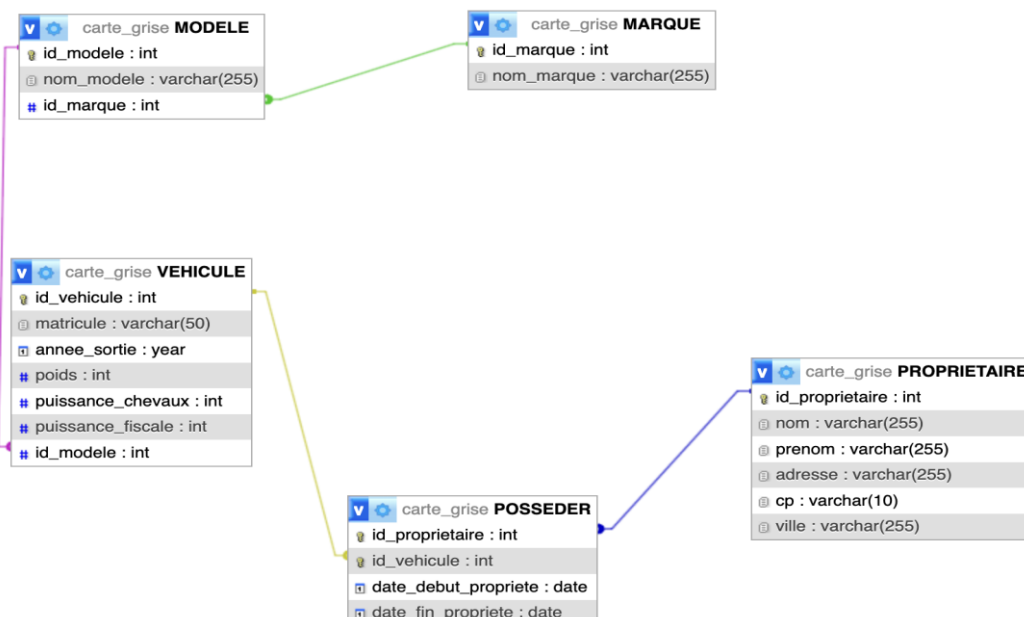 v carte_grise MODELE
id_modele : int
nom_modele : varchar(255)
# id_marque : int
v carte_grise MARQUE
id_marque : int
nom_marque : varchar(255)
v carte_grise VEHICULE
id_vehicule : int
matricule : varchar(50)
annee_sortie : year
# poids : int
# puissance_chevaux : int
# puissance_fiscale : int
# id_modele : int
v carte_grise POSSEDER
id_proprietaire : int
id_vehicule : int
date_debut_propriete : date
date_fin_propriete : date
v carte_grise PROPRIETAIRE
id_proprietaire : int
nom : varchar(255)
prenom : varchar(255)
adresse : varchar(255)
cp : varchar(10)
ville : varchar(255)